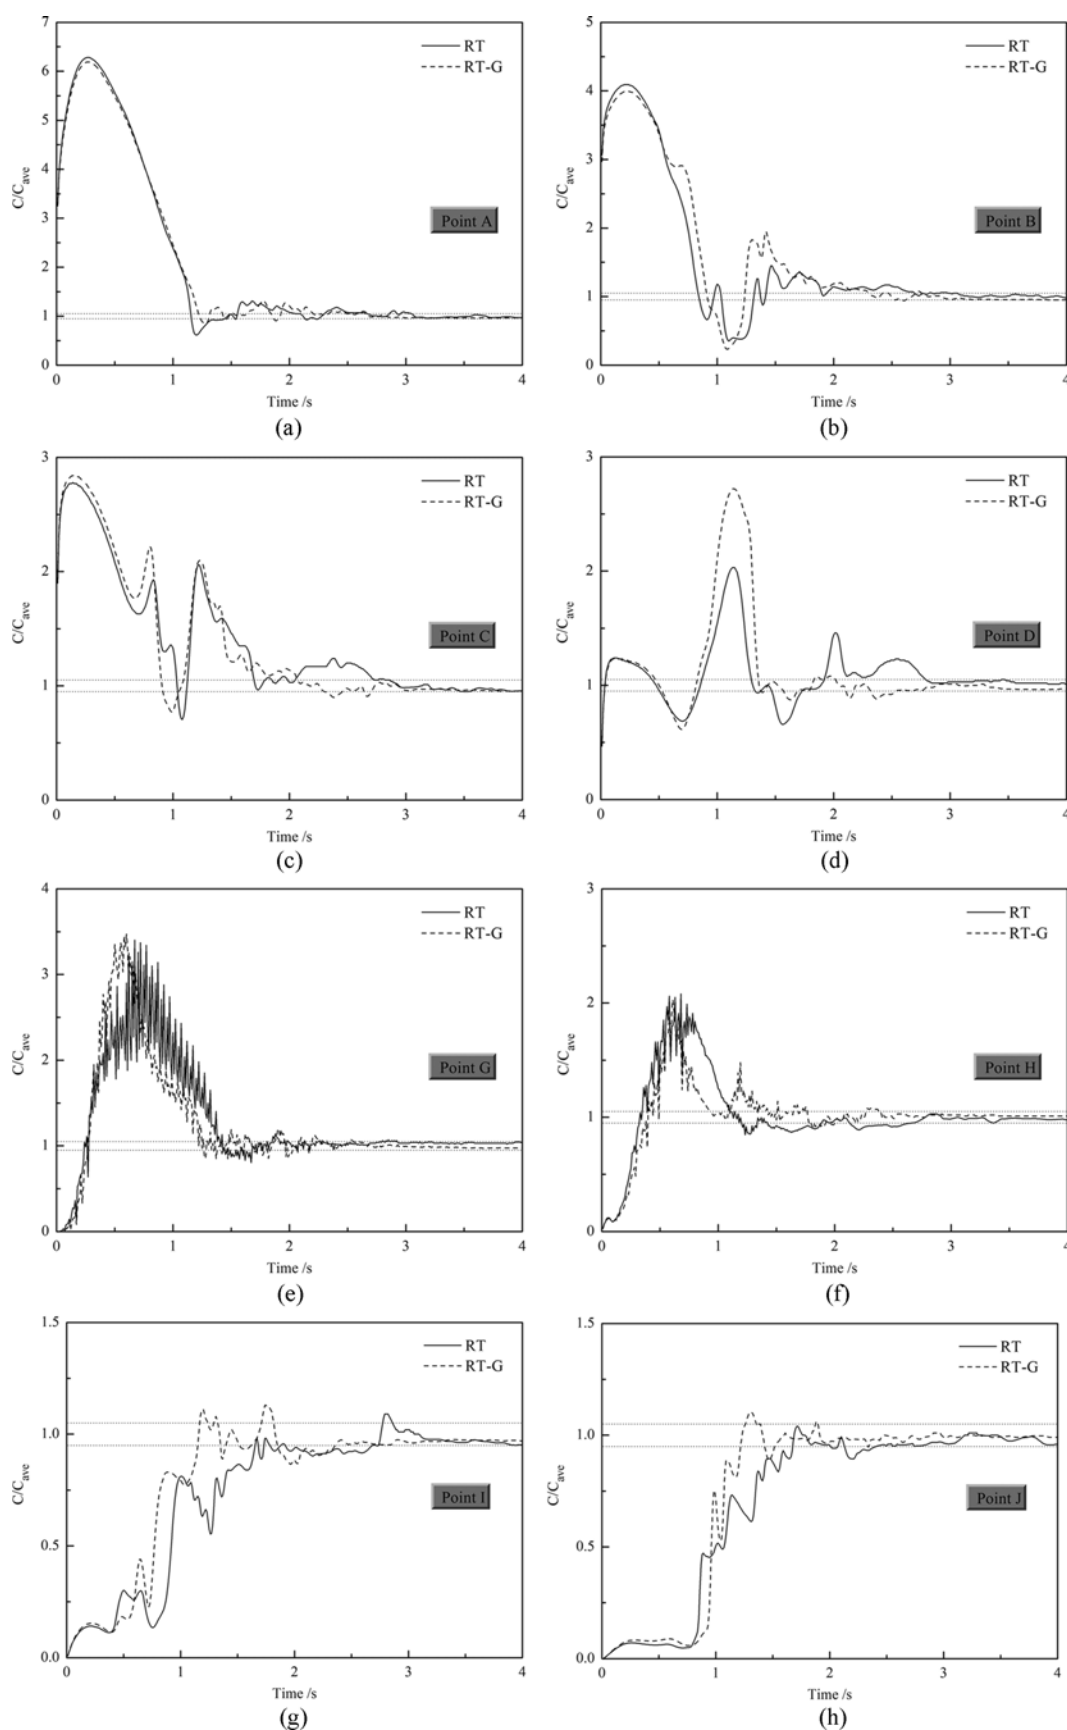 7
6
5
4
3
2
1
0
C/C_ave
RT
RT-G
Point A
0 1 2 3 4
Time /s
(a)
5
4
3
2
1
0
C/C_ave
RT
RT-G
Point B
0 1 2 3 4
Time /s
(b)
3
2
1
0
C/C_ave
RT
RT-G
Point C
0 1 2 3 4
Time /s
(c)
3
2
1
0
C/C_ave
RT
RT-G
Point D
0 1 2 3 4
Time /s
(d)
4
3
2
1
0
C/C_ave
RT
RT-G
Point G
0 1 2 3 4
Time /s
(e)
3
2
1
0
C/C_ave
RT
RT-G
Point H
0 1 2 3 4
Time /s
(f)
1.5
1.0
0.5
0.0
C/C_ave
RT
RT-G
Point I
0 1 2 3 4
Time /s
(g)
1.5
1.0
0.5
0.0
C/C_ave
RT
RT-G
Point J
0 1 2 3 4
Time /s
(h)